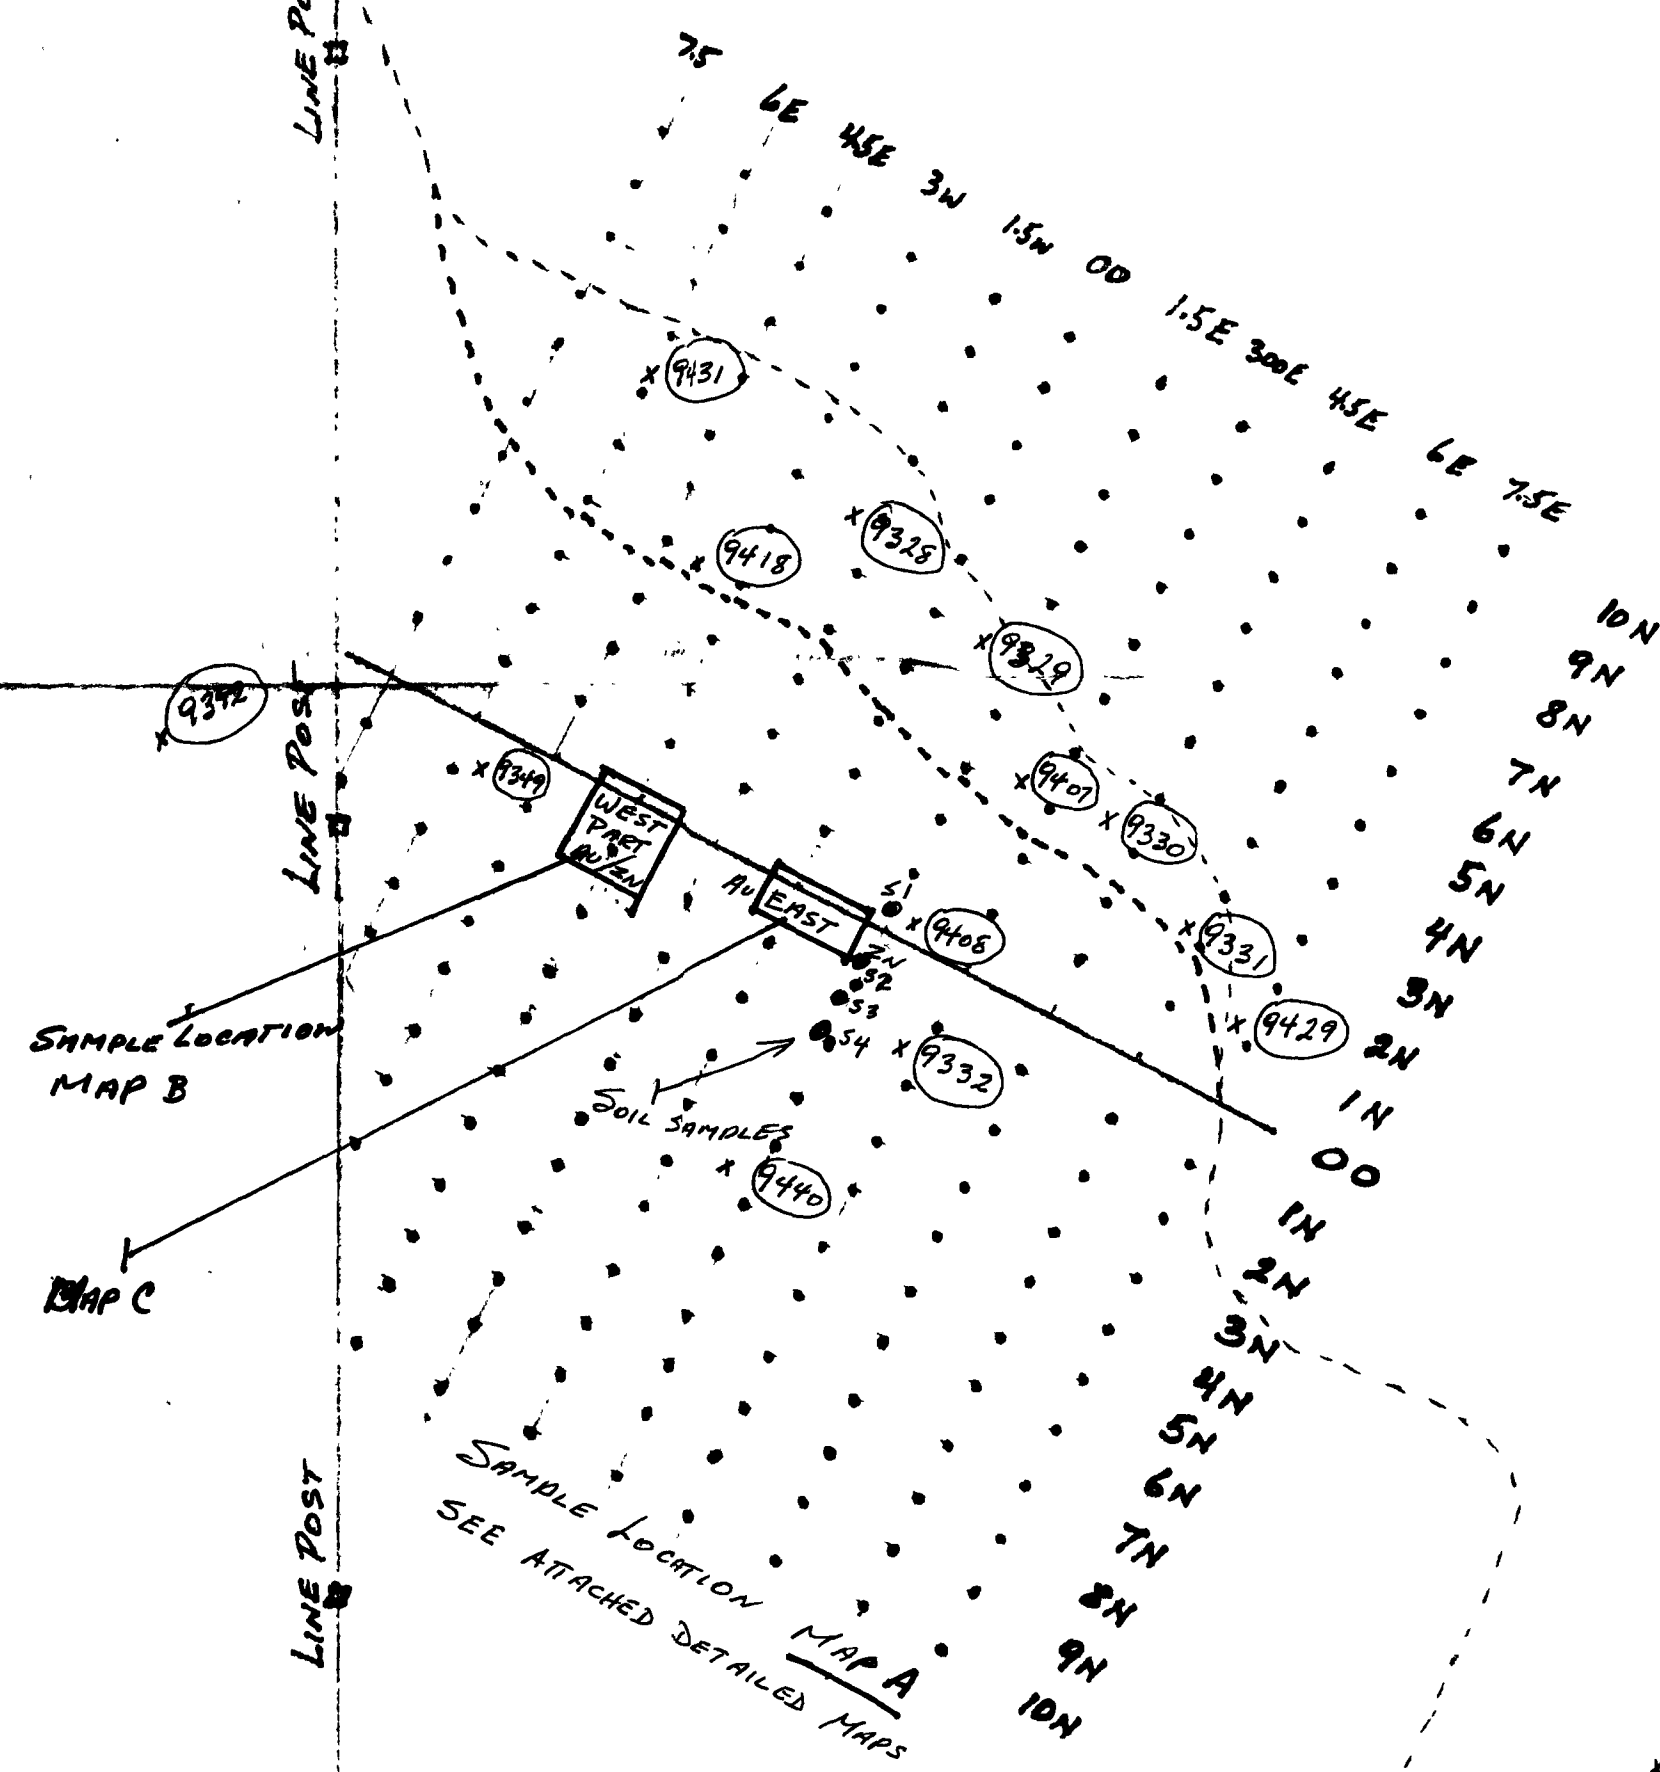 LINE PO
7.5
6E
4.5E
3W
1.5W
00
1.5E
300E
4.5E
6E
7.5E
9431
9418
9328
9329
9392
9349
9407
9330
9331
9429
9408
9332
9440
10N
9N
8N
7N
6N
5N
4N
3N
2N
1N
00
1N
2N
3N
4N
5N
6N
7N
8N
9N
10N
LINE POST
WEST
PART
AU/ZN
AU
EAST
S1
ZN
S2
S3
S4
SAMPLE LOCATION
MAP B
SOIL SAMPLES
MAP C
LINE POST
SAMPLE LOCATION MAP A
SEE ATTACHED DETAILED MAPS